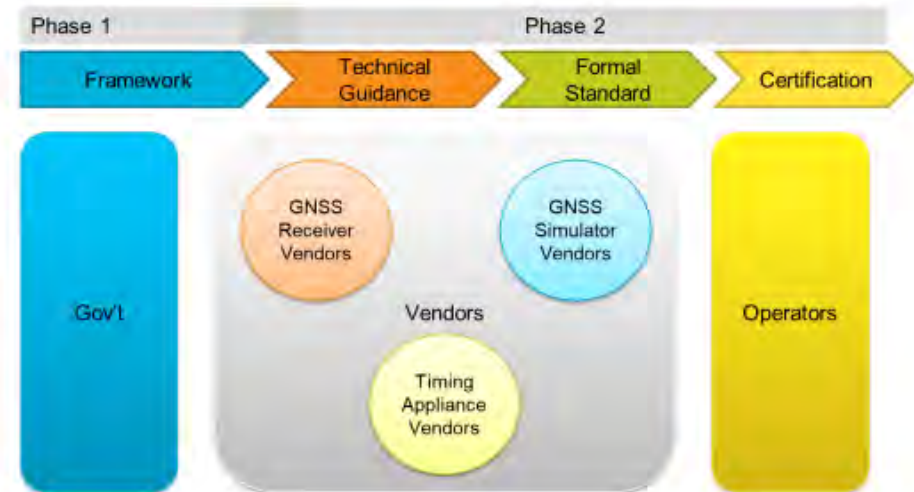 Phase 1
Phase 2
Framework
Technical
Guidance
Formal
Standard
Certification
GNSS
Receiver
Vendors
GNSS
Simulator
Vendors
Gov't
Vendors
Operators
Timing
Appliance
Vendors